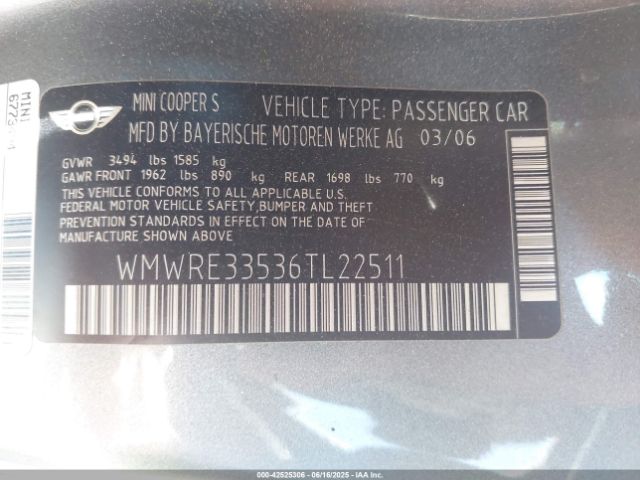 MINI COOPER S VEHICLE TYPE: PASSENGER CAR
MFD BY BAYERISCHE MOTOREN WERKE AG 03/06
GVWR 3494 lbs 1585 kg
GAWR FRONT 1962 lbs 890 kg REAR 1698 lbs 770 kg
THIS VEHICLE CONFORMS TO ALL APPLICABLE U.S.
FEDERAL MOTOR VEHICLE SAFETY,BUMPER AND THEFT
PREVENTION STANDARDS IN EFFECT ON THE DATE OF
MANUFACTURE SHOWN ABOVE.
WMWRE33536TL22511
MINI
000-42525306 - 06/16/2025 - IAAI.COM